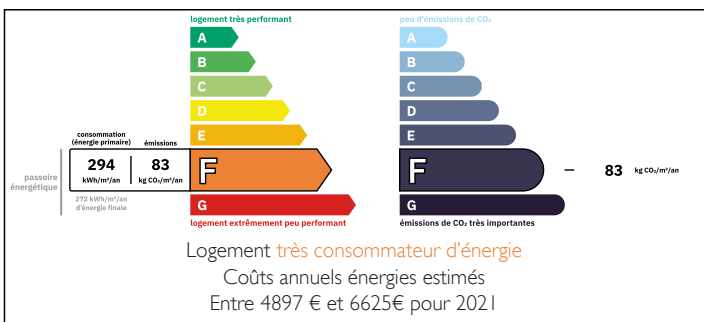 logement très performant
A
B
C
D
E
F
G
logement extrêmement peu performant
consommation
(énergie primaire)
émissions
294
83
kWh/m²/an
kg CO₂/m²/an
passoire
énergétique
272 kWh/m²/an
d'énergie finale
peu d'émissions de CO₂
A
B
C
D
E
F
G
83 kg CO₂/m²/an
émissions de CO₂ très importantes
Logement très consommateur d'énergie
Coûts annuels énergies estimés
Entre 4897 € et 6625€ pour 2021